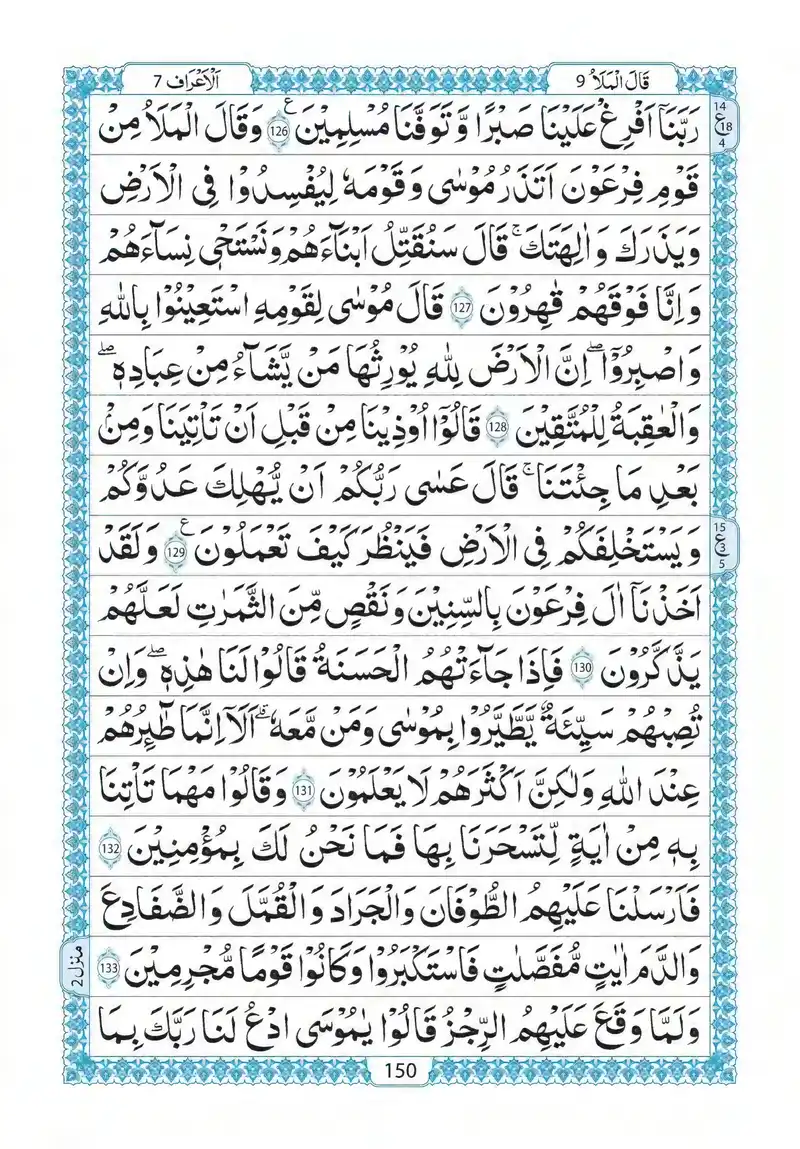 قَالَ الْمَلَاُ 9
اَلْاَعْرَاف 7
رَبَّنَاۤ اَفْرِغْ عَلَیْنَا صَبْرًا وَّ تَوَفَّنَا مُسْلِمِیْنَ ؑ 126 وَ قَالَ الْمَلَاُ مِنْ
14
ع
18
4
قَوْمِ فِرْعَوْنَ اَتَذَرُ مُوْسٰی وَ قَوْمَهٗ لِیُفْسِدُوْا فِی الْاَرْضِ
وَ یَذَرَكَ وَ اٰلِهَتَكَ ؕ قَالَ سَنُقَتِّلُ اَبْنَآءَهُمْ وَ نَسْتَحْیٖ نِسَآءَهُمْ
وَ اِنَّا فَوْقَهُمْ قٰهِرُوْنَ 127 قَالَ مُوْسٰی لِقَوْمِهِ اسْتَعِیْنُوْا بِاللّٰهِ
وَ اصْبِرُوْا ۖ اِنَّ الْاَرْضَ لِلّٰهِ یُوْرِثُهَا مَنْ یَّشَآءُ مِنْ عِبَادِهٖ ؕ
وَ الْعَاقِبَةُ لِلْمُتَّقِیْنَ 128 قَالُوْۤا اُوْذِیْنَا مِنْ قَبْلِ اَنْ تَاْتِیَنَا وَ مِنْۢ
بَعْدِ مَا جِئْتَنَا ؕ قَالَ عَسٰی رَبُّكُمْ اَنْ یُّهْلِكَ عَدُوَّكُمْ
وَ یَسْتَخْلِفَكُمْ فِی الْاَرْضِ فَیَنْظُرَ كَیْفَ تَعْمَلُوْنَ ؑ 129 وَ لَقَدْ
15
ع
3
5
اَخَذْنَاۤ اٰلَ فِرْعَوْنَ بِالسِّنِیْنَ وَ نَقْصٍ مِّنَ الثَّمَرٰتِ لَعَلَّهُمْ
یَذَّكَّرُوْنَ 130 فَاِذَا جَآءَتْهُمُ الْحَسَنَةُ قَالُوْا لَنَا هٰذِهٖ ۚ وَ اِنْ
تُصِبْهُمْ سَیِّئَةٌ یَّطَّیَّرُوْا بِمُوْسٰی وَ مَنْ مَّعَهٗ ؕ اَلَاۤ اِنَّمَا طٰٓئِرُهُمْ
عِنْدَ اللّٰهِ وَ لٰكِنَّ اَكْثَرَهُمْ لَا یَعْلَمُوْنَ 131 وَ قَالُوْا مَهْمَا تَاْتِنَا
بِهٖ مِنْ اٰیَةٍ لِّتَسْحَرَنَا بِهَا فَمَا نَحْنُ لَكَ بِمُؤْمِنِیْنَ 132
فَاَرْسَلْنَا عَلَیْهِمُ الطُّوْفَانَ وَ الْجَرَادَ وَ الْقُمَّلَ وَ الضَّفَادِعَ
وَ الدَّمَ اٰیٰتٍ مُّفَصَّلٰتٍ فَاسْتَكْبَرُوْا وَ كَانُوْا قَوْمًا مُّجْرِمِیْنَ 133
منزل 2
وَ لَمَّا وَقَعَ عَلَیْهِمُ الرِّجْزُ قَالُوْا یٰمُوْسَی ادْعُ لَنَا رَبَّكَ بِمَا
150